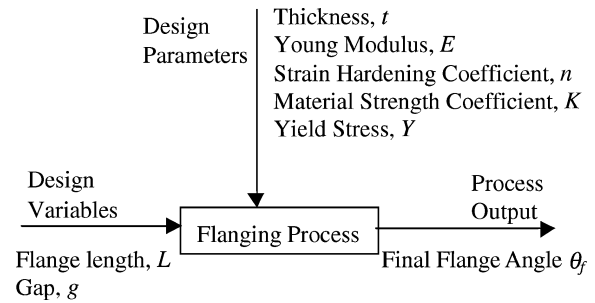 Design
Parameters
Thickness, t
Young Modulus, E
Strain Hardening Coefficient, n
Material Strength Coefficient, K
Yield Stress, Y
Design
Variables
Flange length, L
Gap, g
Flanging Process
Process
Output
Final Flange Angle θf